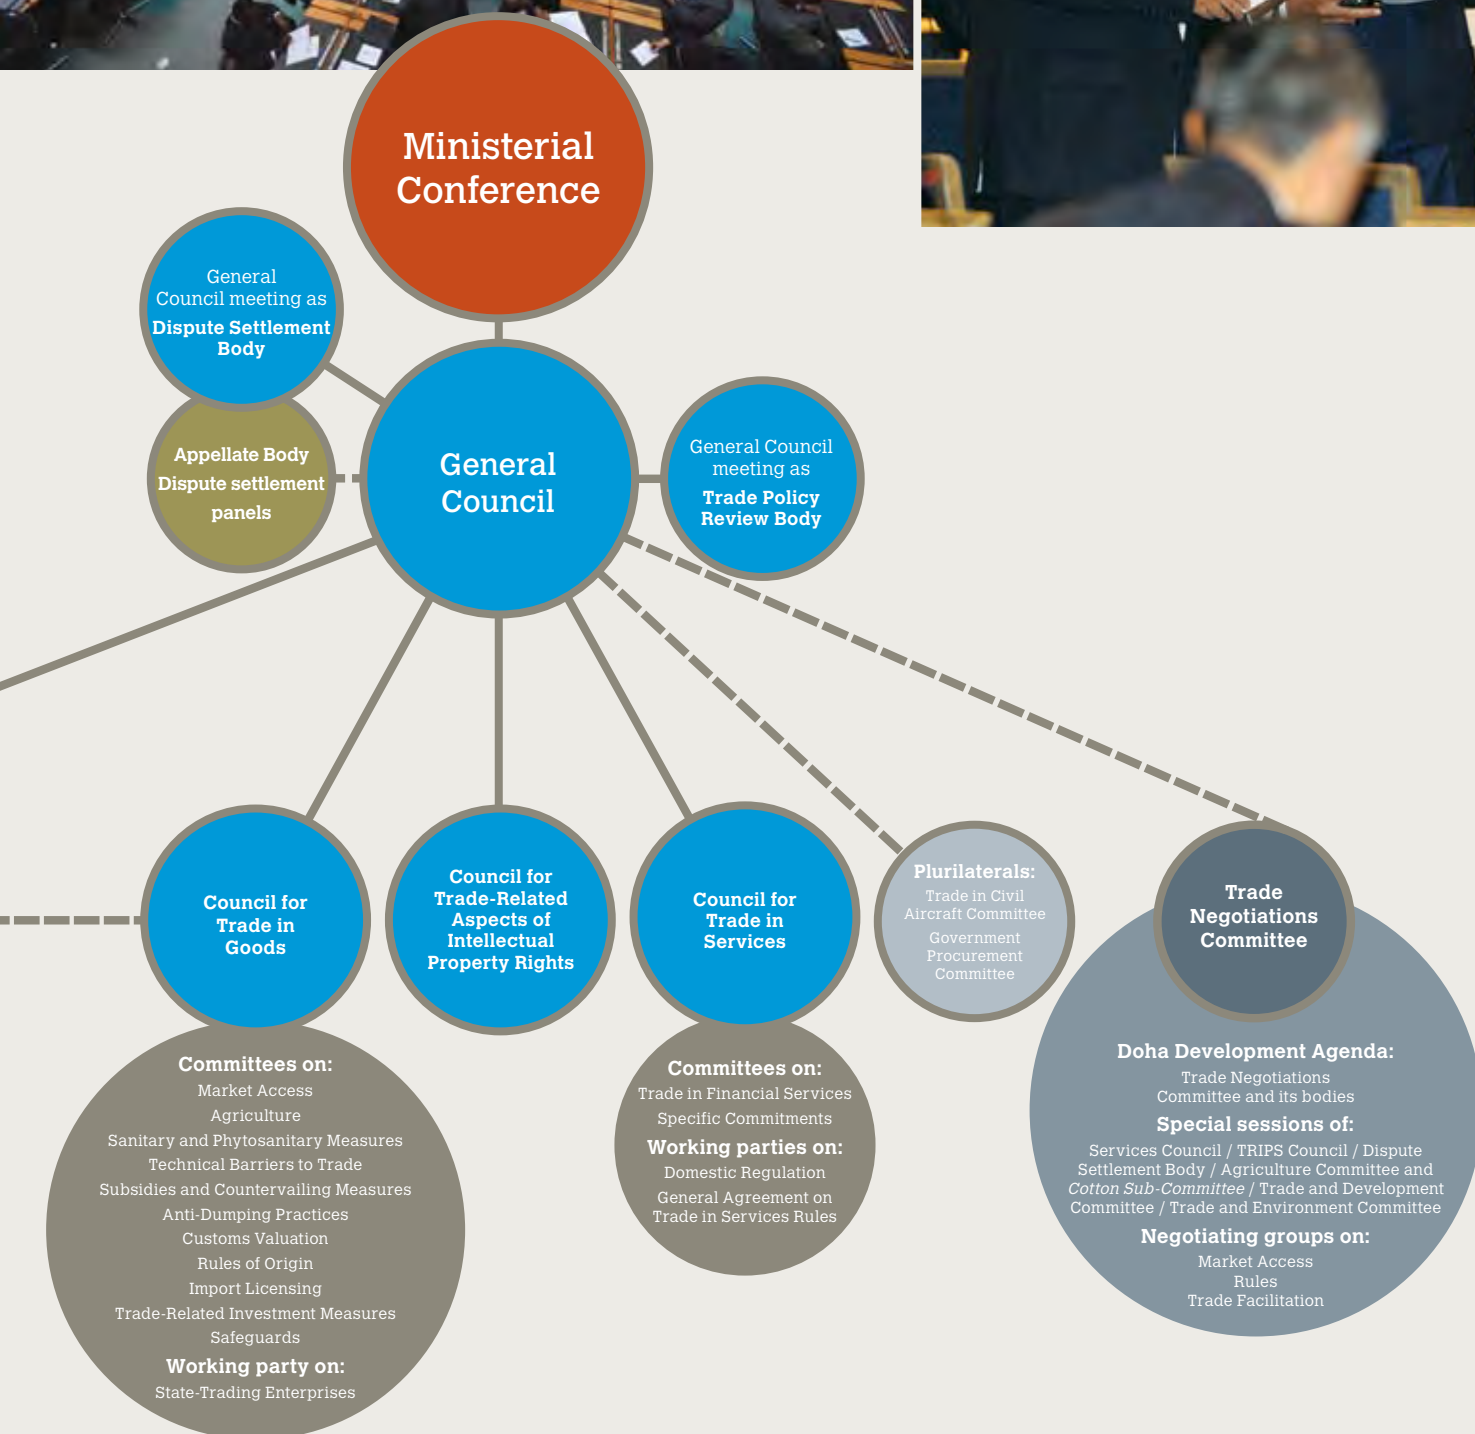 Ministerial
Conference
General
Council meeting as
Dispute Settlement
Body
Appellate Body
Dispute settlement
panels
General
Council
General Council
meeting as
Trade Policy
Review Body
Council for
Trade in
Goods
Council for
Trade-Related
Aspects of
Intellectual
Property Rights
Council for
Trade in
Services
Plurilaterals:
Trade in Civil
Aircraft Committee
Government
Procurement
Committee
Trade
Negotiations
Committee
Committees on:
Market Access
Agriculture
Sanitary and Phytosanitary Measures
Technical Barriers to Trade
Subsidies and Countervailing Measures
Anti-Dumping Practices
Customs Valuation
Rules of Origin
Import Licensing
Trade-Related Investment Measures
Safeguards
Working party on:
State-Trading Enterprises
Committees on:
Trade in Financial Services
Specific Commitments
Working parties on:
Domestic Regulation
General Agreement on
Trade in Services Rules
Doha Development Agenda:
Trade Negotiations
Committee and its bodies
Special sessions of:
Services Council / TRIPS Council / Dispute
Settlement Body / Agriculture Committee and
Cotton Sub-Committee / Trade and Development
Committee / Trade and Environment Committee
Negotiating groups on:
Market Access
Rules
Trade Facilitation